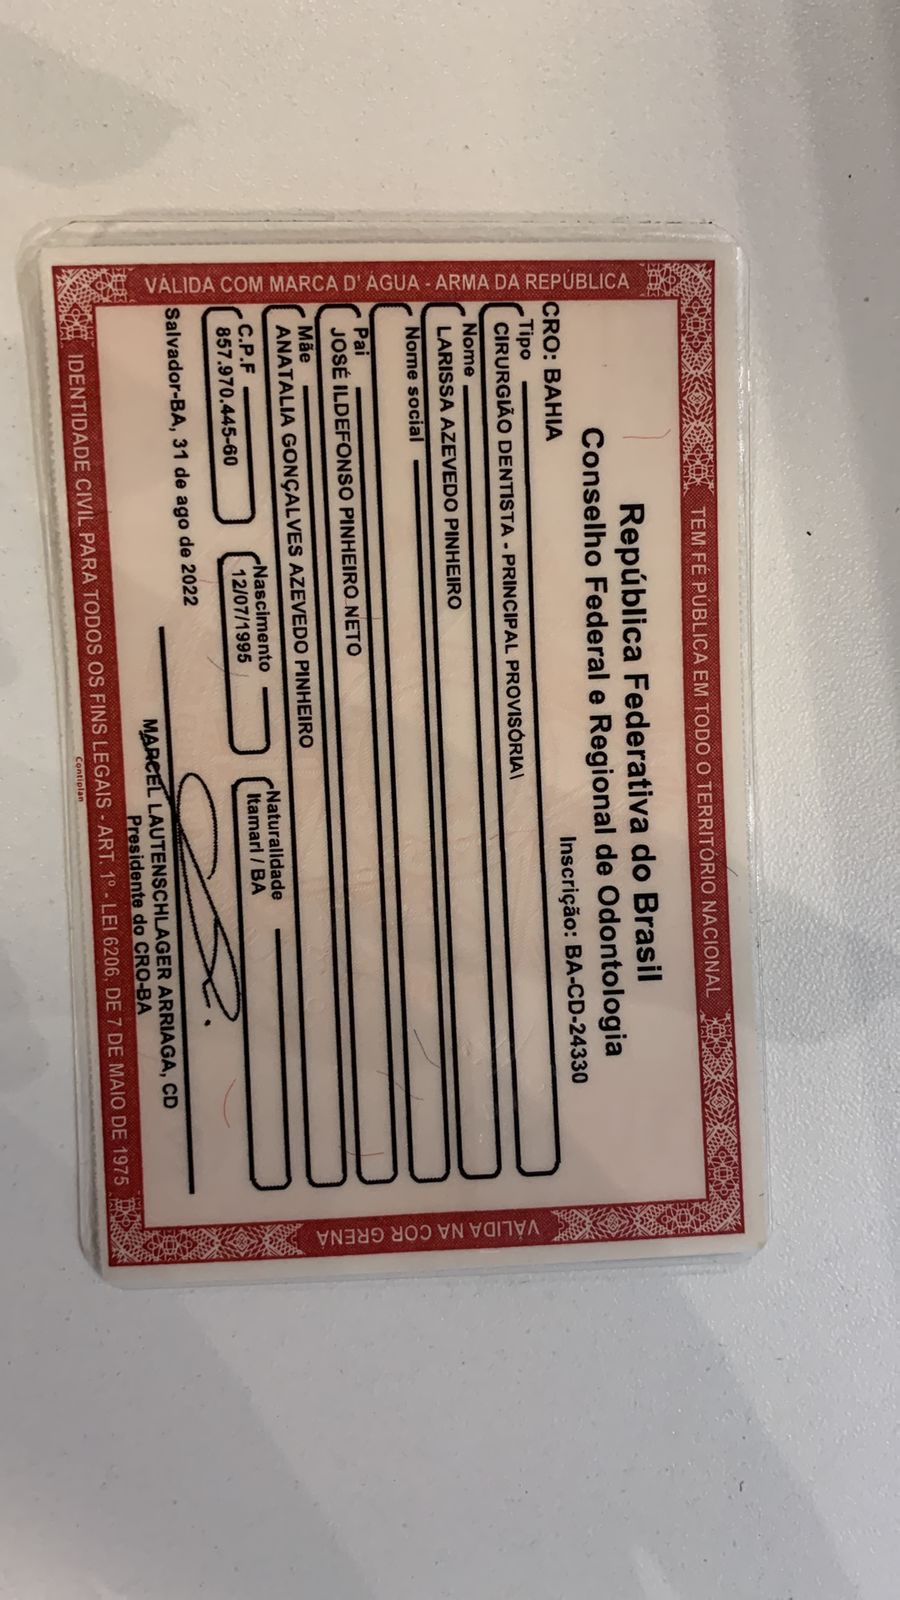 TEM FÉ PÚBLICA EM TODO O TERRITÓRIO NACIONAL
VÁLIDA COM MARCA D' ÁGUA - ARMA DA REPÚBLICA
República Federativa do Brasil
Conselho Federal e Regional de Odontologia
CRO: BAHIA
Inscrição: BA-CD-24330
Tipo
CIRURGIÃO DENTISTA - PRINCIPAL PROVISÓRIA\
Nome
LARISSA AZEVEDO PINHEIRO
Nome social
Pai
JOSÉ ILDEFONSO PINHEIRO NETO
Mãe
ANATALIA GONÇALVES AZEVEDO PINHEIRO
C.P.F
857.970.445-60
Nascimento
12/07/1995
Naturalidade
Itamari / BA
Salvador-BA, 31 de ago de 2022
MARCEL LAUTENSCHLAGER ARRIAGA, CD
Presidente do CRO-BA
VÁLIDA NA COR GRENÁ
IDENTIDADE CIVIL PARA TODOS OS FINS LEGAIS - ART. 1º - LEI 6206, DE 7 DE MAIO DE 1975
Contiplan